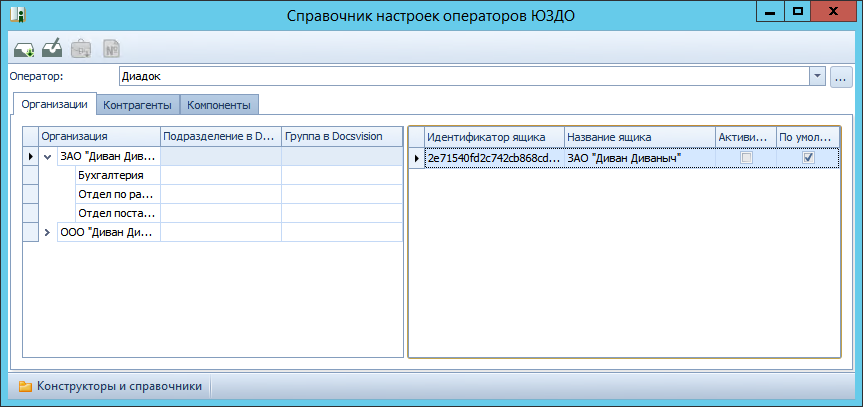 Справочник настроек операторов ЮЗДО
Оператор: Диадок ...
Организации Контрагенты Компоненты
Организация Подразделение в D... Группа в Docsvision
ЗАО "Диван Див...
Бухгалтерия
Отдел по ра...
Отдел поста...
ООО "Диван Ди...
Идентификатор ящика Название ящика Активи... По умол...
2e71540fd2c742cb868cd... ЗАО "Диван Диваныч"
Конструкторы и справочники